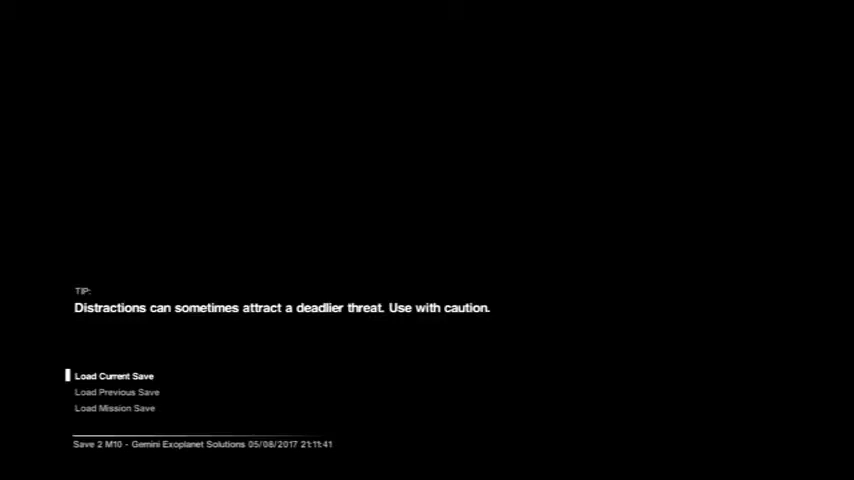 TIP:
Distractions can sometimes attract a deadlier threat. Use with caution.
Load Current Save
Load Previous Save
Load Mission Save
Save 2 M10 - Gemini Exoplanet Solutions 05/08/2017 21:11:41